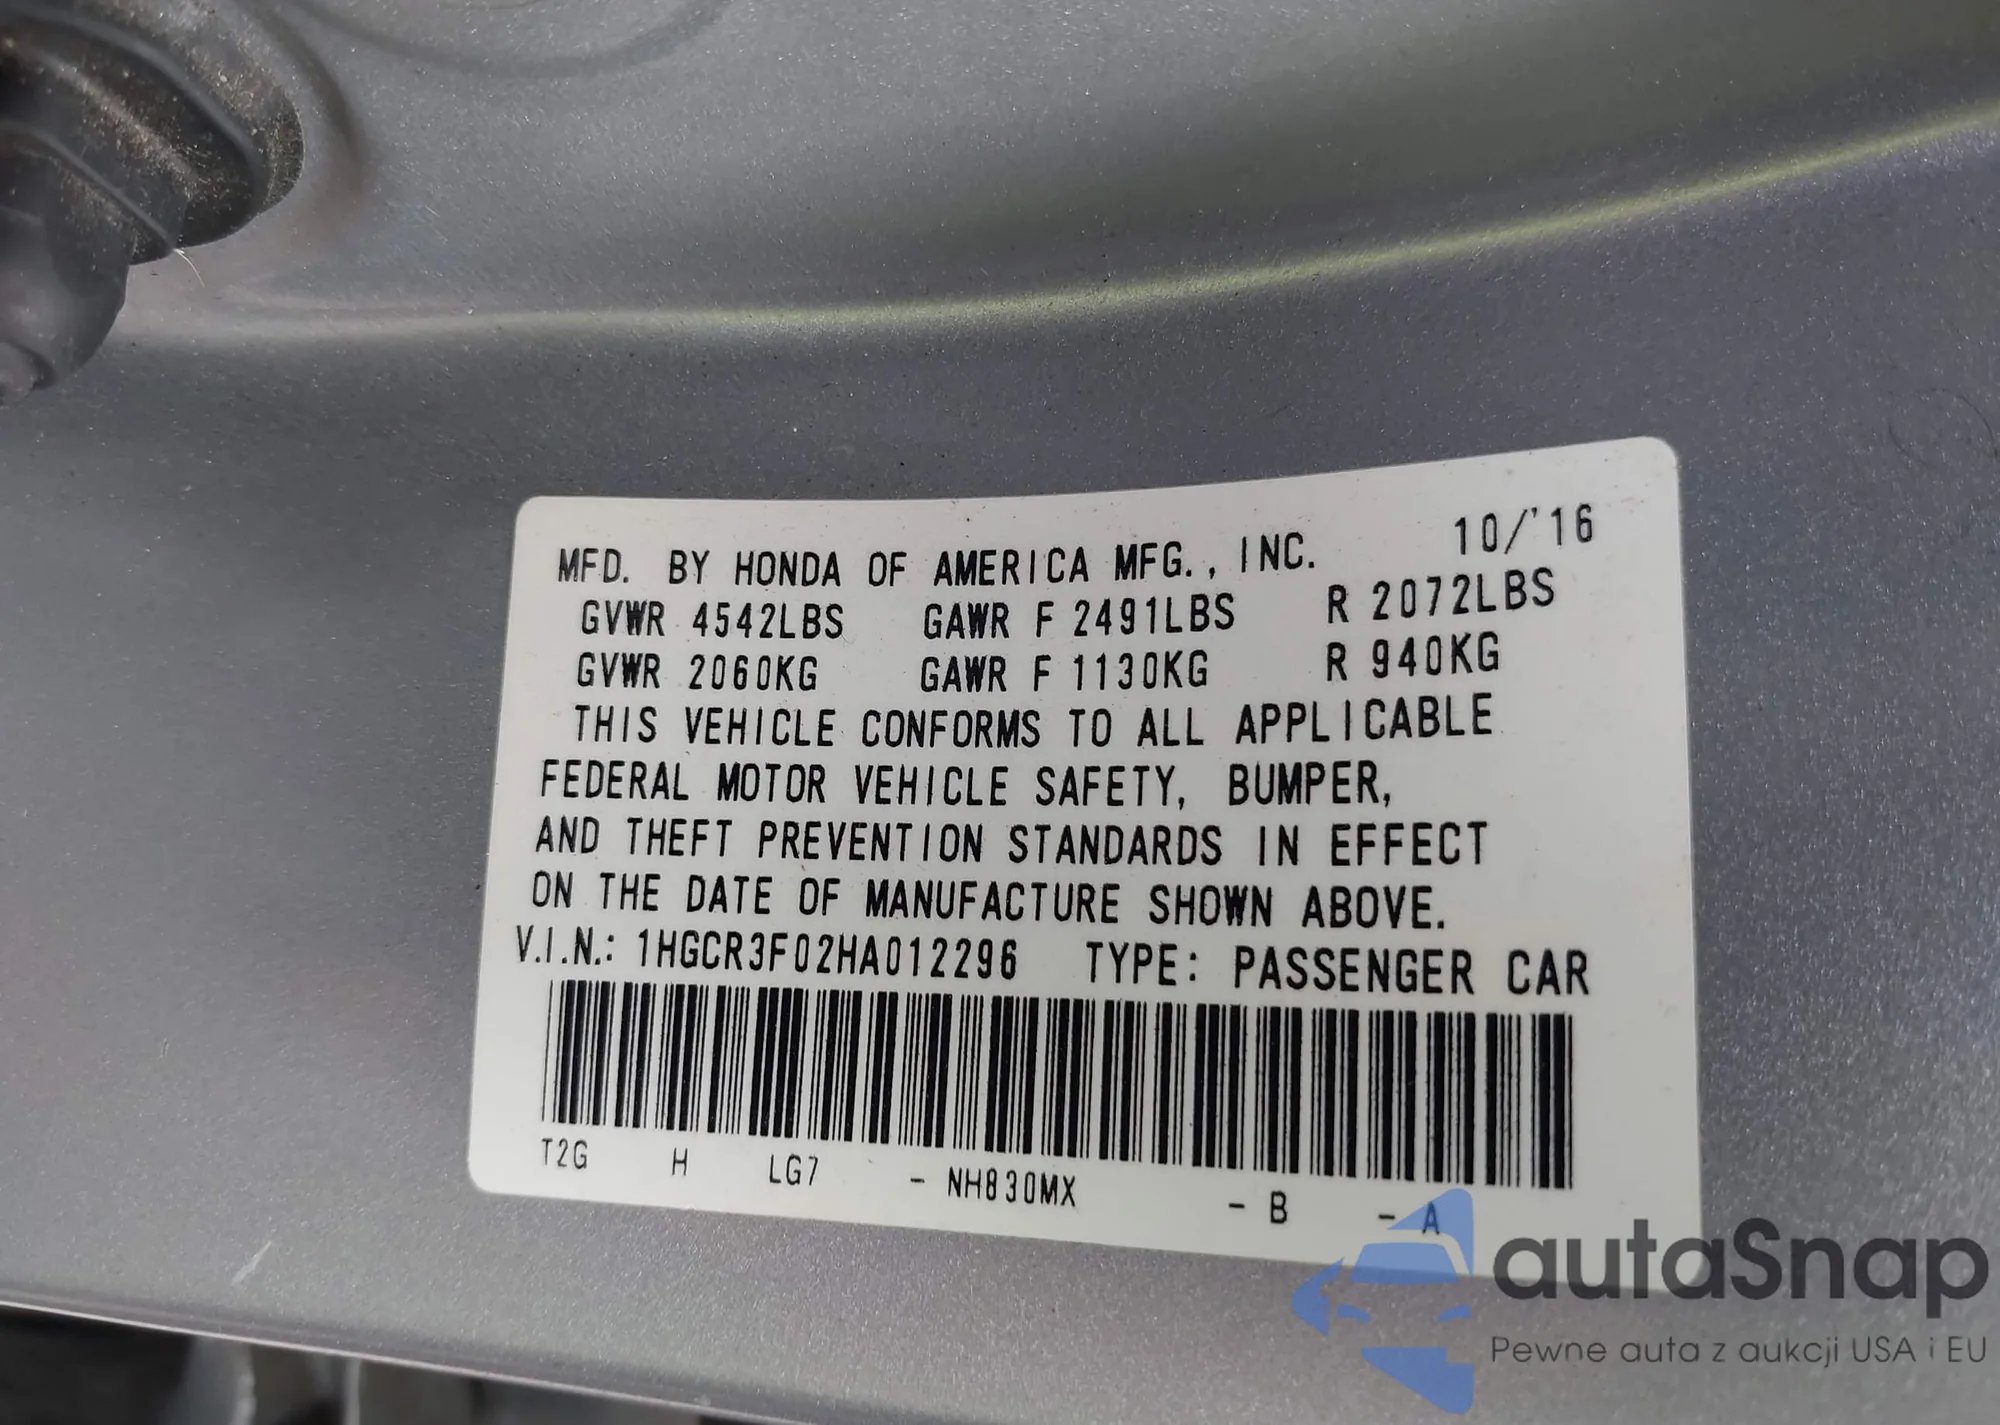 MFD. BY HONDA OF AMERICA MFG., INC. 10/'16
GVWR 4542LBS GAWR F 2491LBS R 2072LBS
GVWR 2060KG GAWR F 1130KG R 940KG
THIS VEHICLE CONFORMS TO ALL APPLICABLE
FEDERAL MOTOR VEHICLE SAFETY, BUMPER,
AND THEFT PREVENTION STANDARDS IN EFFECT
ON THE DATE OF MANUFACTURE SHOWN ABOVE.
V.I.N.: 1HGCR3F02HA012296 TYPE: PASSENGER CAR
T2G H LG7 - NH830MX - B - A
autaSnap
Pewne auta z aukcji USA i EU